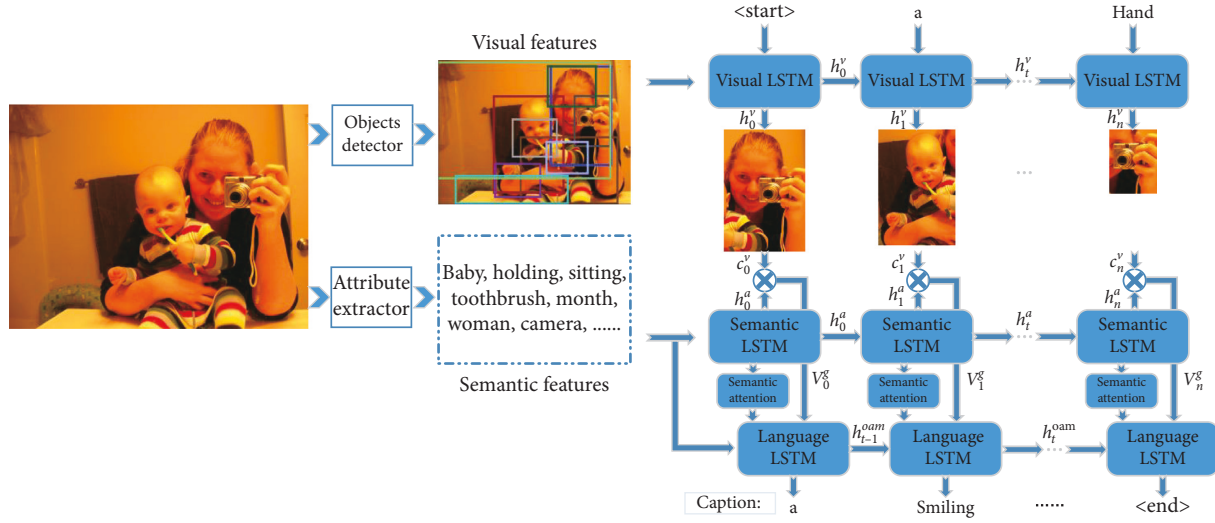 <start>
a
Hand
Visual features
Visual LSTM
h_0^v
Visual LSTM
h_t^v
......
Visual LSTM
h_0^v
h_1^v
h_n^v
Objects
detector
...
Attribute
extractor
Baby, holding, sitting,
toothbrush, month,
woman, camera, ......
Semantic features
c_0^v
c_1^v
c_n^v
h_0^a
h_1^a
h_n^a
Semantic
LSTM
h_0^a
Semantic
LSTM
h_t^a
......
Semantic
LSTM
Semantic
attention
V_0^g
Semantic
attention
V_1^g
Semantic
attention
V_n^g
Language
LSTM
h_{t-1}^{oam}
Language
LSTM
h_t^{oam}
......
Language
LSTM
Caption:
a
Smiling
......
<end>